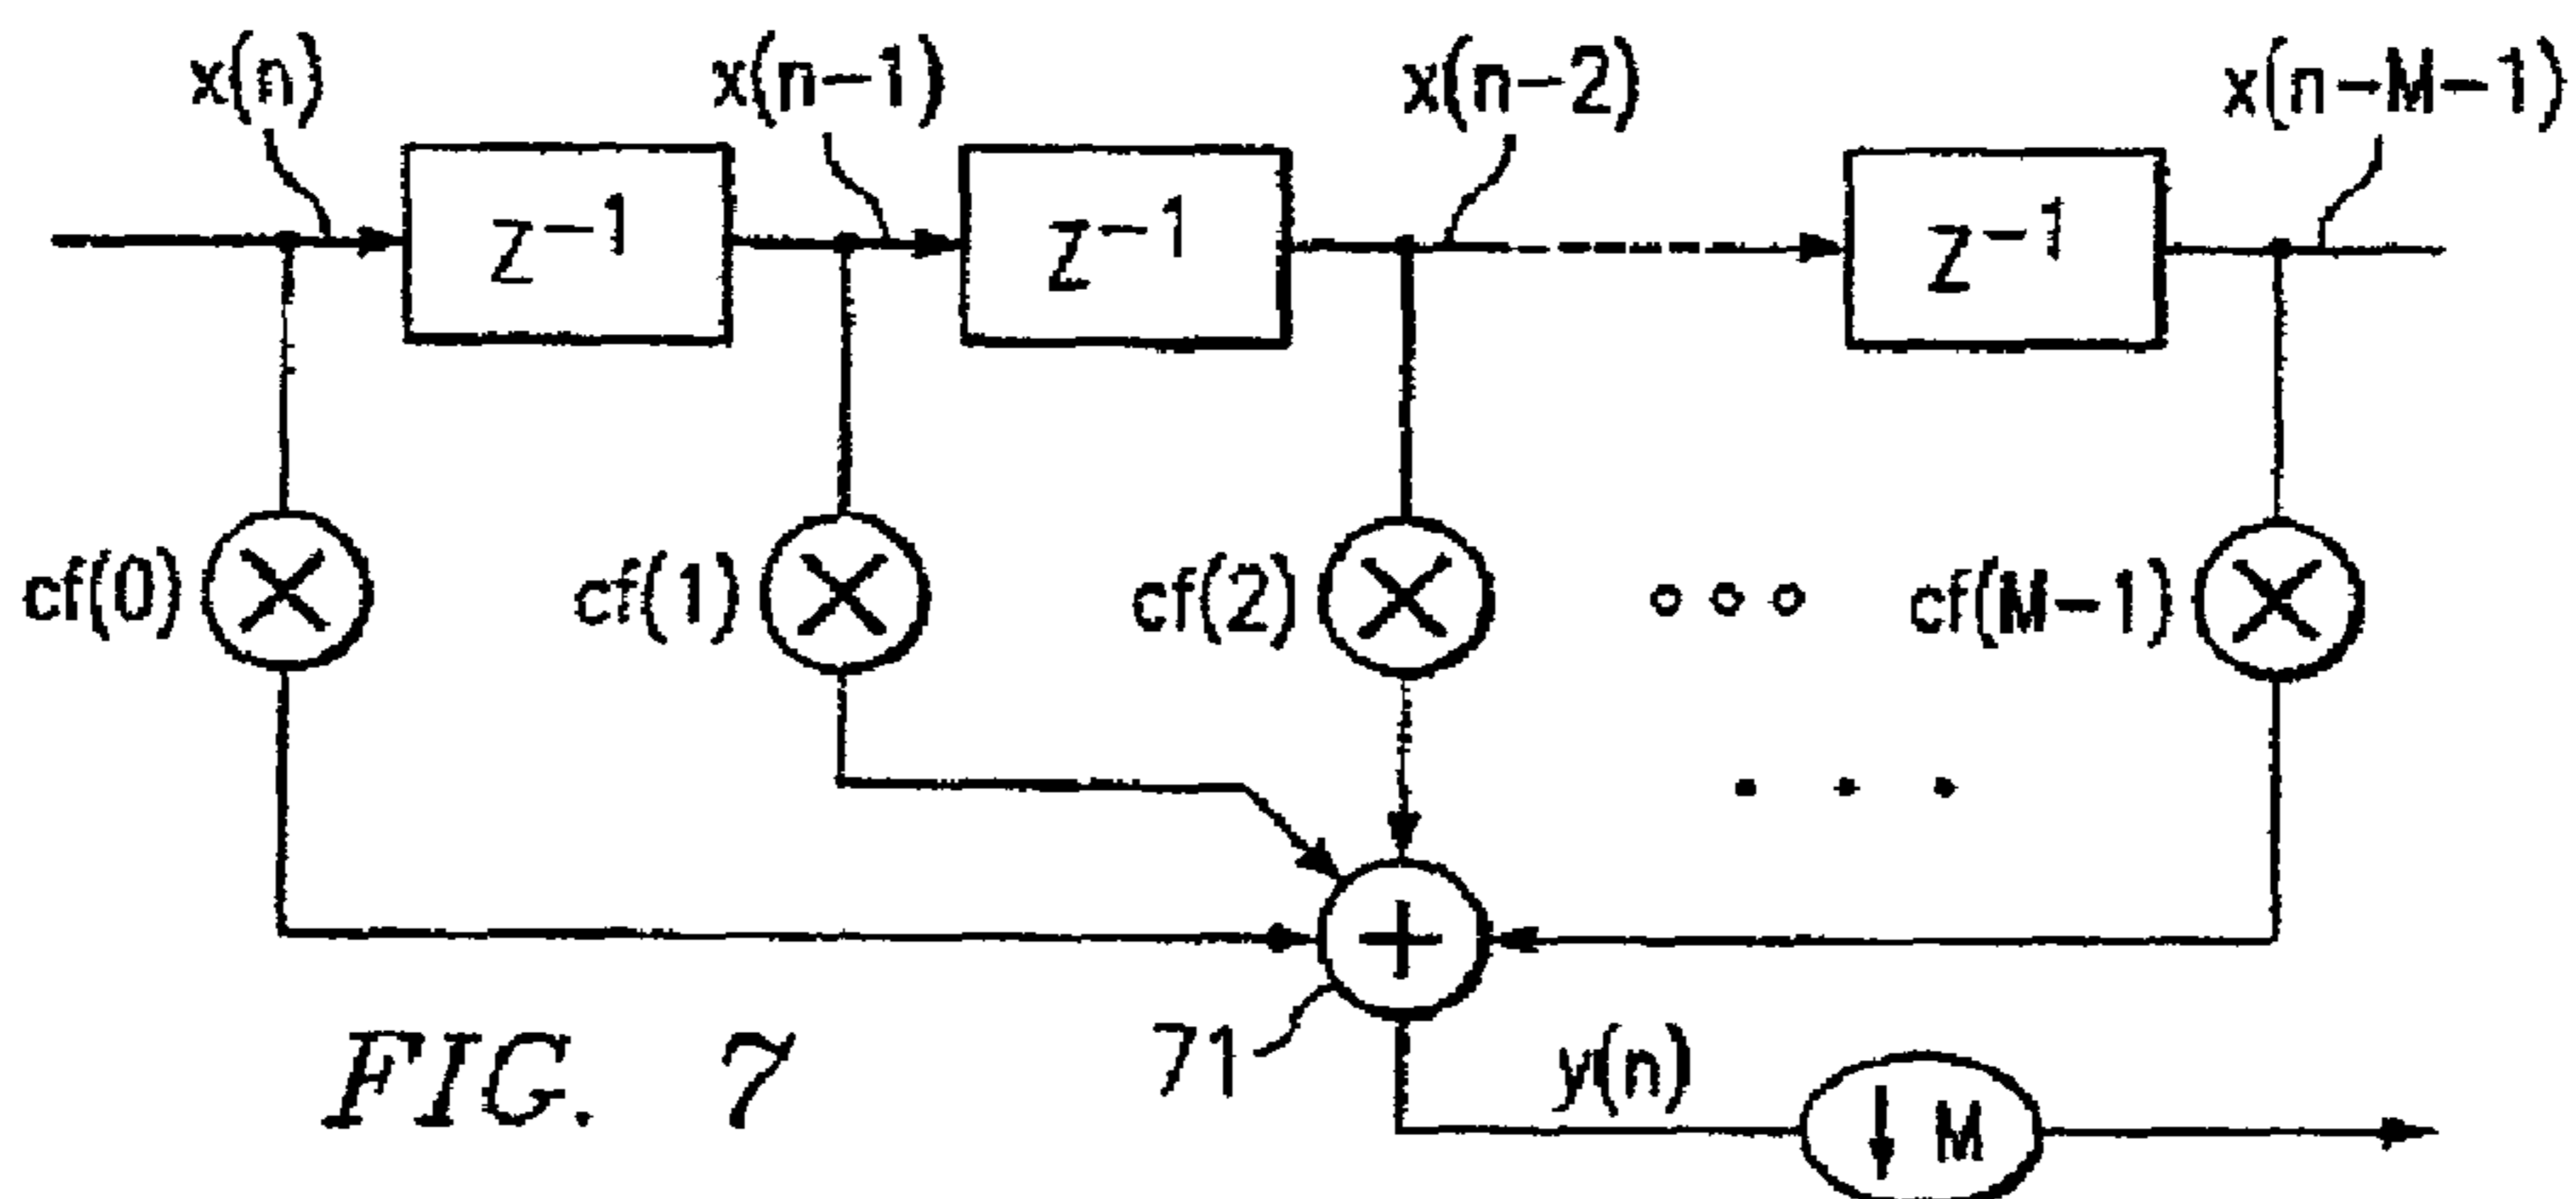 x(n) x(n-1) x(n-2) x(n-M-1)
Z⁻¹ Z⁻¹ Z⁻¹
cf(0) cf(1) cf(2) cf(M-1)
71
FIG. 7
y(n)
↓ M